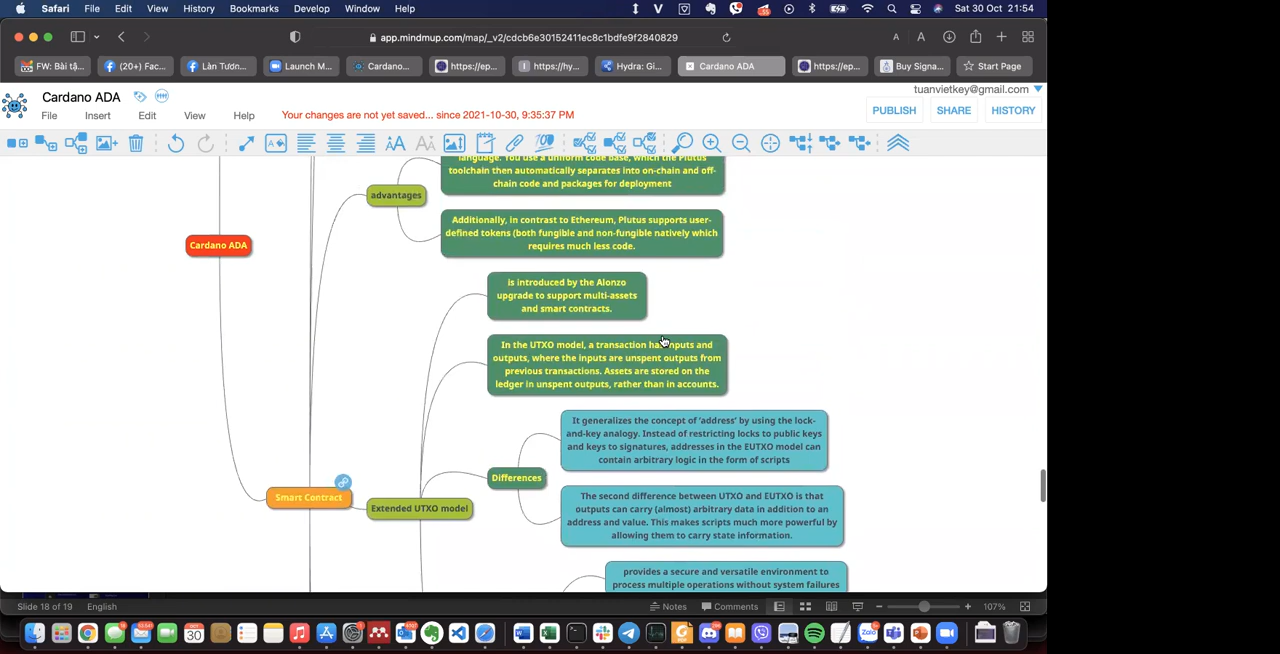 Safari File Edit View History Bookmarks Develop Window Help
Sat 30 Oct 21:54
app.mindmup.com/map/_v2/cdcb6e30152411ec8c1bdfe9f2840829
FW: Bài tậ...
(20+) Fac...
Làn Tươn...
Launch M...
Cardano...
https://ep...
https://hy...
Hydra: Gi...
Cardano ADA
https://ep...
Buy Signa...
Start Page
tuanvietkey@gmail.com
Cardano ADA
File Insert Edit View Help
Your changes are not yet saved... since 2021-10-30, 9:35:37 PM
PUBLISH SHARE HISTORY
language. You use a uniform code base, which the Plutus
toolchain then automatically separates into on-chain and off-
chain code and packages for deployment
advantages
Additionally, in contrast to Ethereum, Plutus supports user-
defined tokens (both fungible and non-fungible natively which
requires much less code.
Cardano ADA
is introduced by the Alonzo
upgrade to support multi-assets
and smart contracts.
In the UTXO model, a transaction has inputs and
outputs, where the inputs are unspent outputs from
previous transactions. Assets are stored on the
ledger in unspent outputs, rather than in accounts.
It generalizes the concept of 'address' by using the lock-
and-key analogy. Instead of restricting locks to public keys
and keys to signatures, addresses in the EUTXO model can
contain arbitrary logic in the form of scripts
Differences
The second difference between UTXO and EUTXO is that
outputs can carry (almost) arbitrary data in addition to an
address and value. This makes scripts much more powerful by
allowing them to carry state information.
Smart Contract
Extended UTXO model
provides a secure and versatile environment to
process multiple operations without system failures
Slide 18 of 19 English
Notes Comments
107%